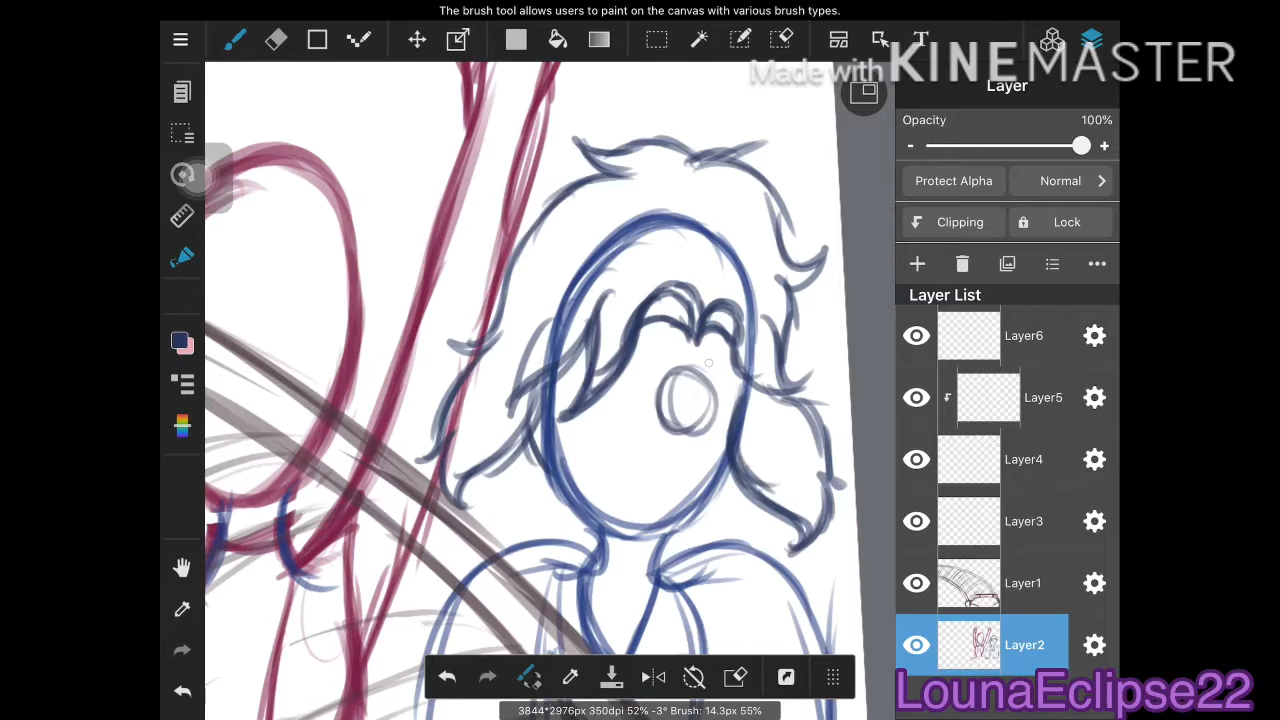 The brush tool allows users to paint on the canvas with various brush types.
T
Made with KINEMASTER
Layer
Opacity 100%
- +
Protect Alpha Normal
Clipping Lock
Layer List
Layer6
Layer5
Layer4
Layer3
Layer1
Layer2
LounaEclipse22
3844*2976px 350dpi 52% -3° Brush: 14.3px 55%